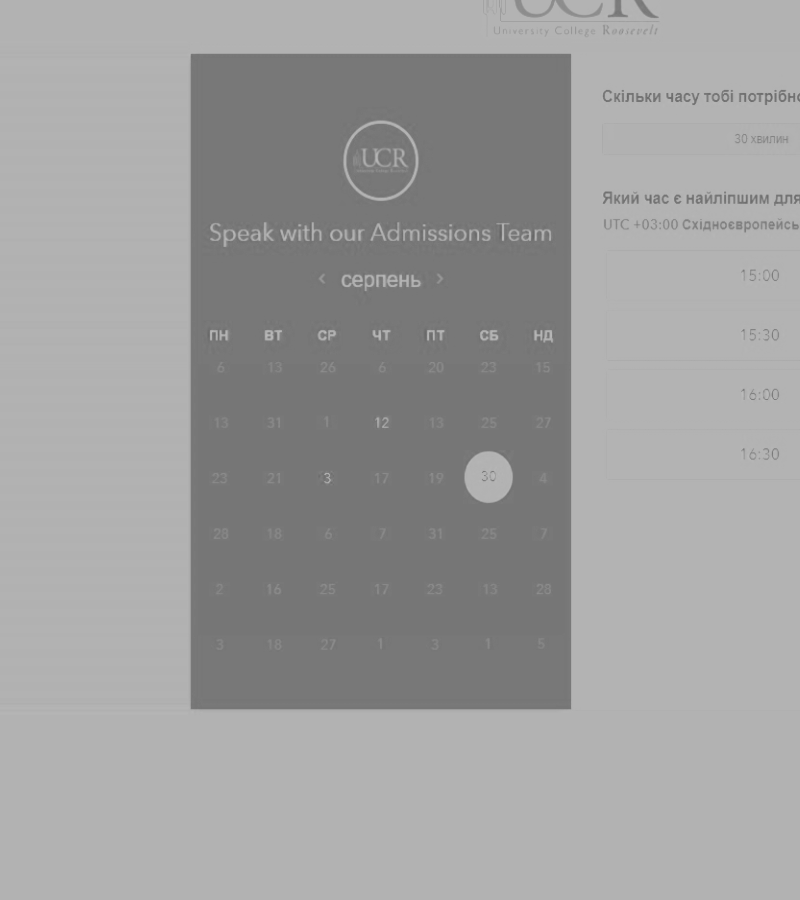 UCR
University College Roosevelt
UCR
Speak with our Admissions Team
< серпень >
ПН ВТ СР ЧТ ПТ СБ НД
6 13 26 6 20 23 15
13 31 1 12 13 25 27
23 21 3 17 19 30 4
28 18 6 7 31 25 7
2 16 25 17 23 13 28
3 18 27 1 3 1 5
Скільки часу тобі потрібно
30 хвилин
Який час є найліпшим для
UTC +03:00 Східноєвропейсь
15:00
15:30
16:00
16:30